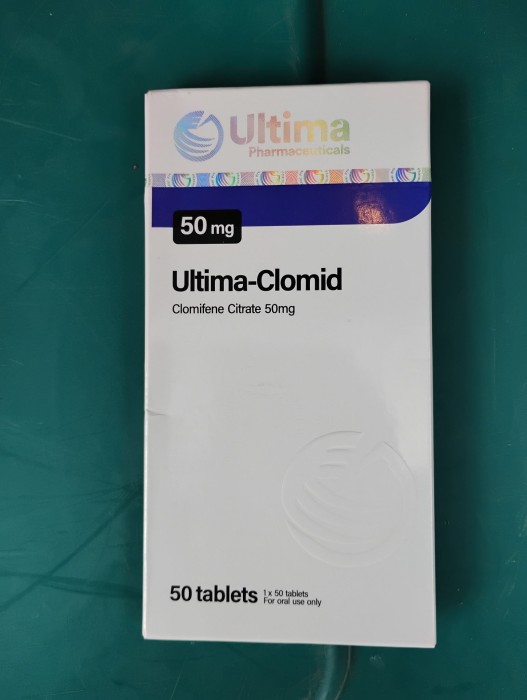 Ultima
Pharmaceuticals
50 mg
Ultima-Clomid
Clomifene Citrate 50mg
50 tablets
1 x 50 tablets
For oral use only